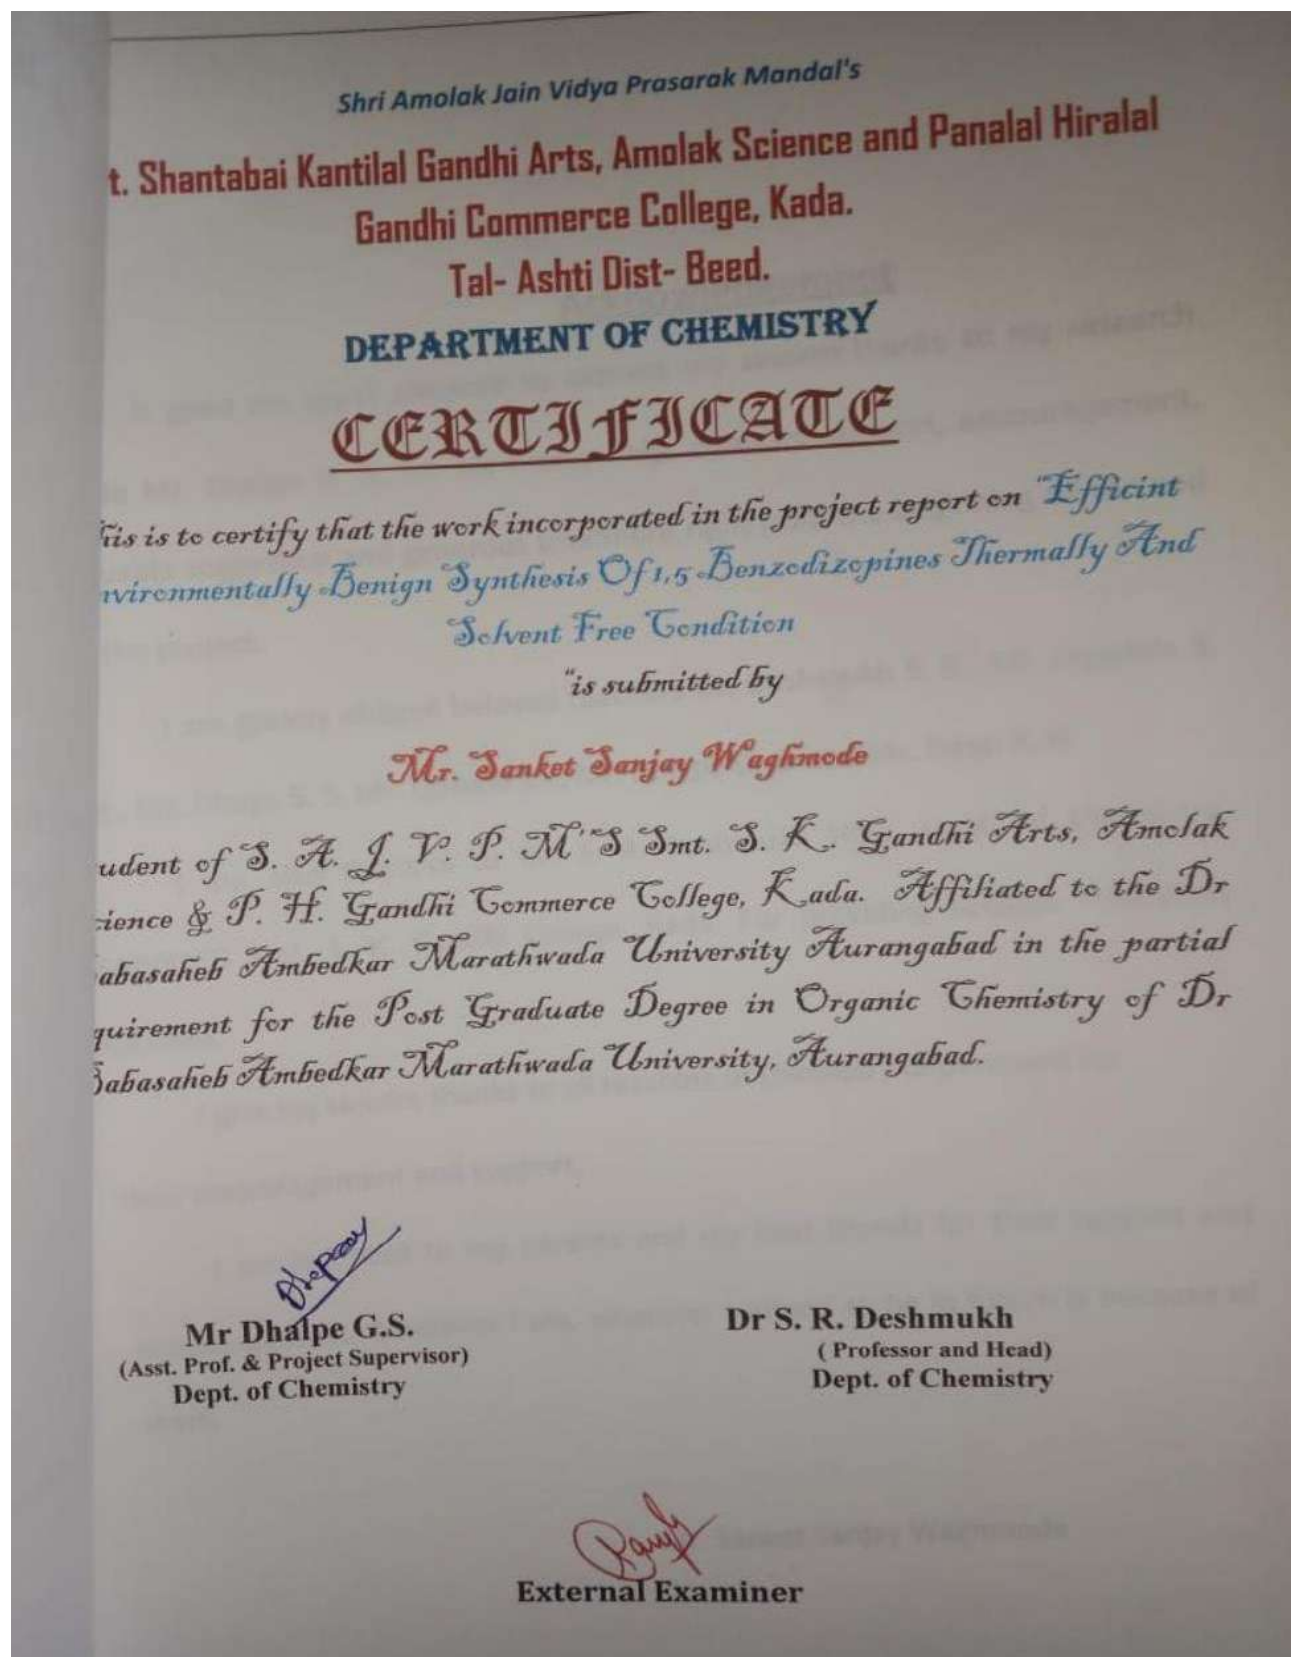 Shri Amolak Jain Vidya Prasarak Mandal's
t. Shantabai Kantilal Gandhi Arts, Amolak Science and Panalal Hiralal
Gandhi Commerce College, Kada.
Tal- Ashti Dist- Beed.
DEPARTMENT OF CHEMISTRY
CERTIFICATE
his is to certify that the work incorporated in the project report on "Efficint
nvironmentally Benign Synthesis Of 1,5 Benzodizopines Thermally And
Solvent Free Condition
"is submitted by
Mr. Sanket Sanjay Waghmode
udent of S. A. J. V. P. M'S Smt. S. K. Gandhi Arts, Amolak
cience & P. H. Gandhi Commerce College, Kada. Affiliated to the Dr
abasaheb Ambedkar Marathwada University Aurangabad in the partial
quirement for the Post Graduate Degree in Organic Chemistry of Dr
Babasaheb Ambedkar Marathwada University, Aurangabad.
Mr Dhalpe G.S.
(Asst. Prof. & Project Supervisor)
Dept. of Chemistry
Dr S. R. Deshmukh
( Professor and Head)
Dept. of Chemistry
External Examiner